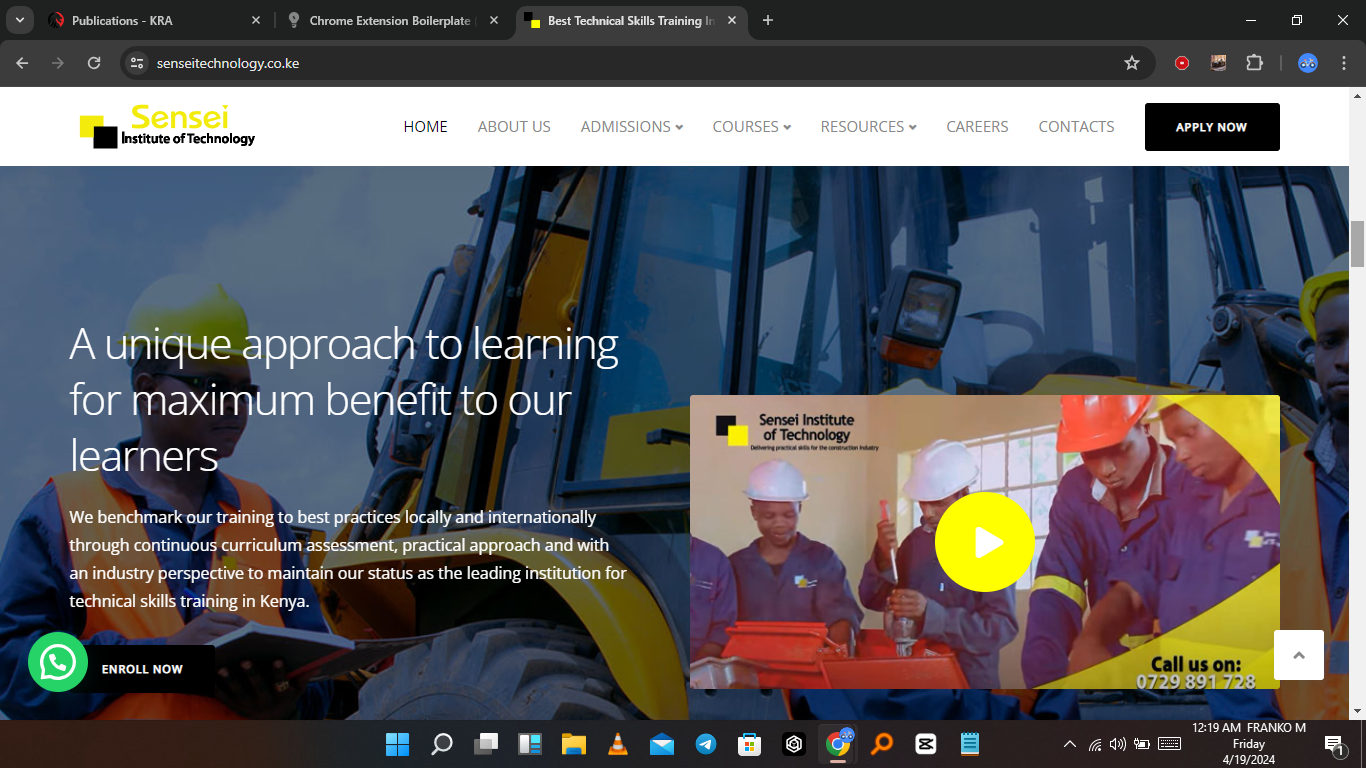 Publications - KRA
Chrome Extension Boilerplate
Best Technical Skills Training In
senseitechnology.co.ke
Sensei
Institute of Technology
HOME
ABOUT US
ADMISSIONS
COURSES
RESOURCES
CAREERS
CONTACTS
APPLY NOW
A unique approach to learning
for maximum benefit to our
learners
We benchmark our training to best practices locally and internationally
through continuous curriculum assessment, practical approach and with
an industry perspective to maintain our status as the leading institution for
technical skills training in Kenya.
ENROLL NOW
Sensei Institute
of Technology
Delivering practical skills for the construction industry
Call us on:
0729 891 728
12:19 AM FRANKO M
Friday
4/19/2024
1